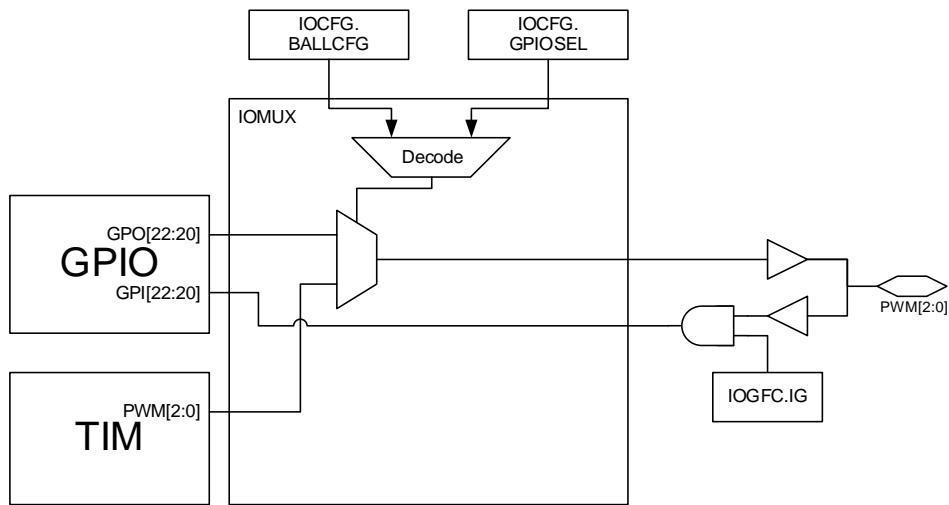 IOCFG.
BALLCFG
IOCFG.
GPIOSEL
IOMUX
Decode
GPO[22:20]
GPIO
GPI[22:20]
PWM[2:0]
IOGFC.IG
PWM[2:0]
TIM